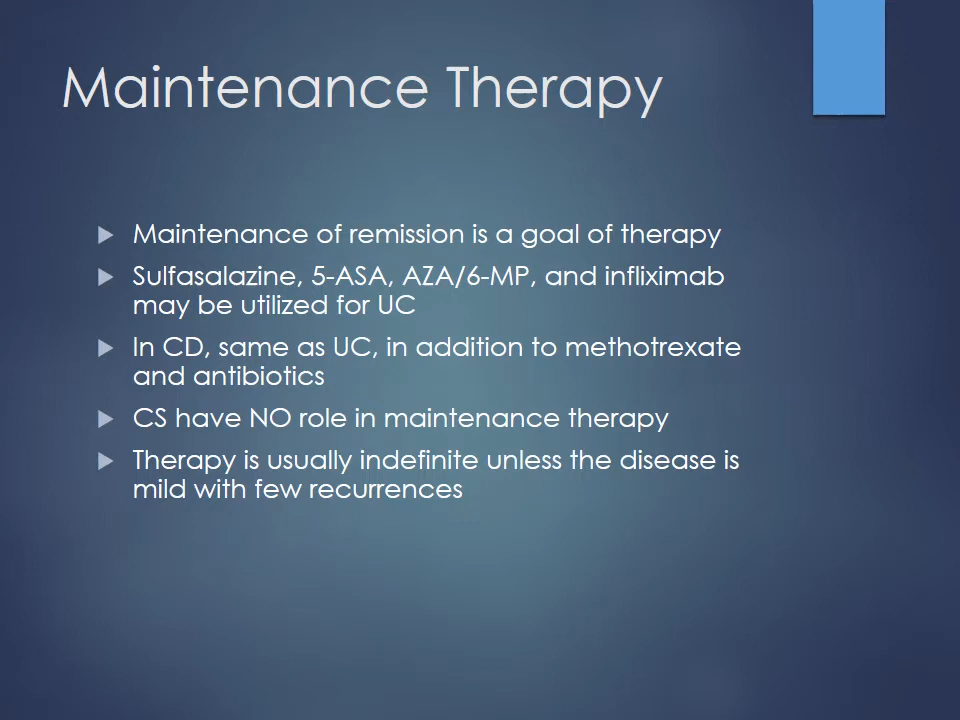 Maintenance Therapy
Maintenance of remission is a goal of therapy
Sulfasalazine, 5-ASA, AZA/6-MP, and infliximab
may be utilized for UC
In CD, same as UC, in addition to methotrexate
and antibiotics
CS have NO role in maintenance therapy
Therapy is usually indefinite unless the disease is
mild with few recurrences